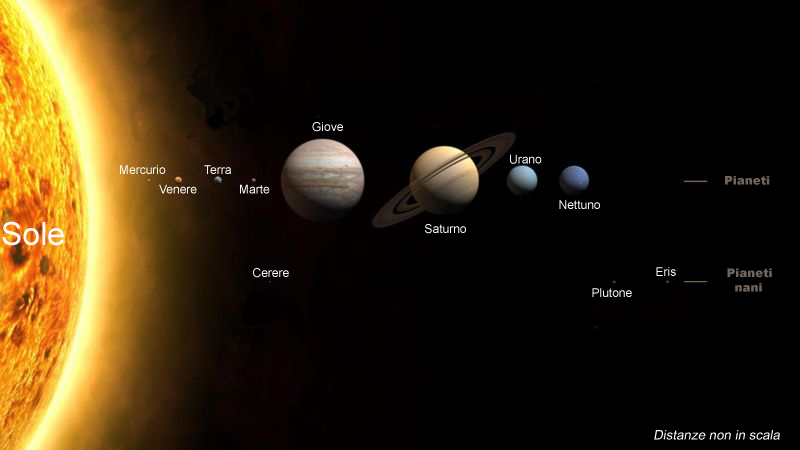 Giove
Urano
Mercurio
Terra
Venere
Marte
Pianeti
Nettuno
Saturno
Sole
Cerere
Eris
Pianeti
nani
Plutone
Distanze non in scala